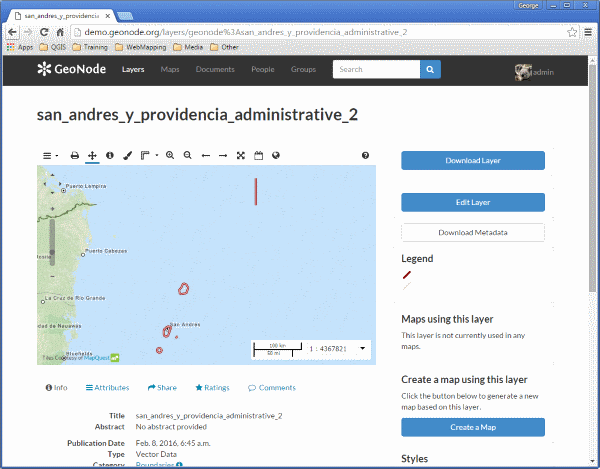 George
san_andres_y_providencia
demo.geonode.org/layers/geonode%3Asan_andres_y_providencia_administrative_2
Apps QGIS Training WebMapping Media Other
GeoNode Layers Maps Documents People Groups Search admin
san_andres_y_providencia_administrative_2
Download Layer
Puerto Lempira
Edit Layer
Puerto Cabezas
Download Metadata
Legend
La Cruz de Río Grande
San Andres
dad de Nauawas
Maps using this layer
This layer is not currently used in any
maps.
100 km
50 mi
1 : 4367821
Bluefields
Tiles Courtesy of MapQuest
Create a map using this layer
Click the button below to generate a new
map based on this layer.
Create a Map
Info Attributes Share Ratings Comments
Title san_andres_y_providencia_administrative_2
Abstract No abstract provided
Publication Date Feb. 8, 2016, 6:45 a.m.
Type Vector Data
Category Boundaries
Styles